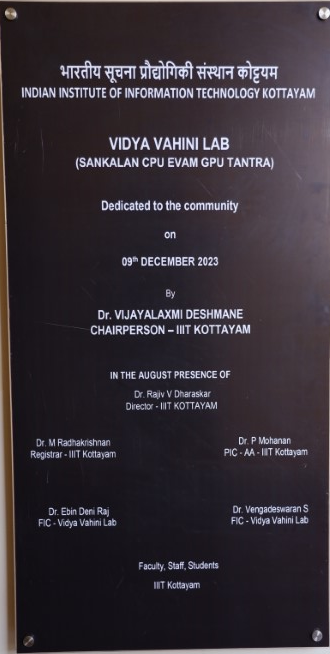 भारतीय सूचना प्रौद्योगिकी संस्थान कोट्टयम
INDIAN INSTITUTE OF INFORMATION TECHNOLOGY KOTTAYAM
VIDYA VAHINI LAB
(SANKALAN CPU EVAM GPU TANTRA)
Dedicated to the community
on
09th DECEMBER 2023
By
Dr. VIJAYALAXMI DESHMANE
CHAIRPERSON – IIIT KOTTAYAM
IN THE AUGUST PRESENCE OF
Dr. Rajiv V Dharaskar
Director - IIIT KOTTAYAM
Dr. M Radhakrishnan
Registrar - IIIT Kottayam
Dr. P Mohanan
PIC - AA - IIIT Kottayam
Dr. Ebin Deni Raj
FIC - Vidya Vahini Lab
Dr. Vengadeswaran S
FIC - Vidya Vahini Lab
Faculty, Staff, Students
IIIT Kottayam